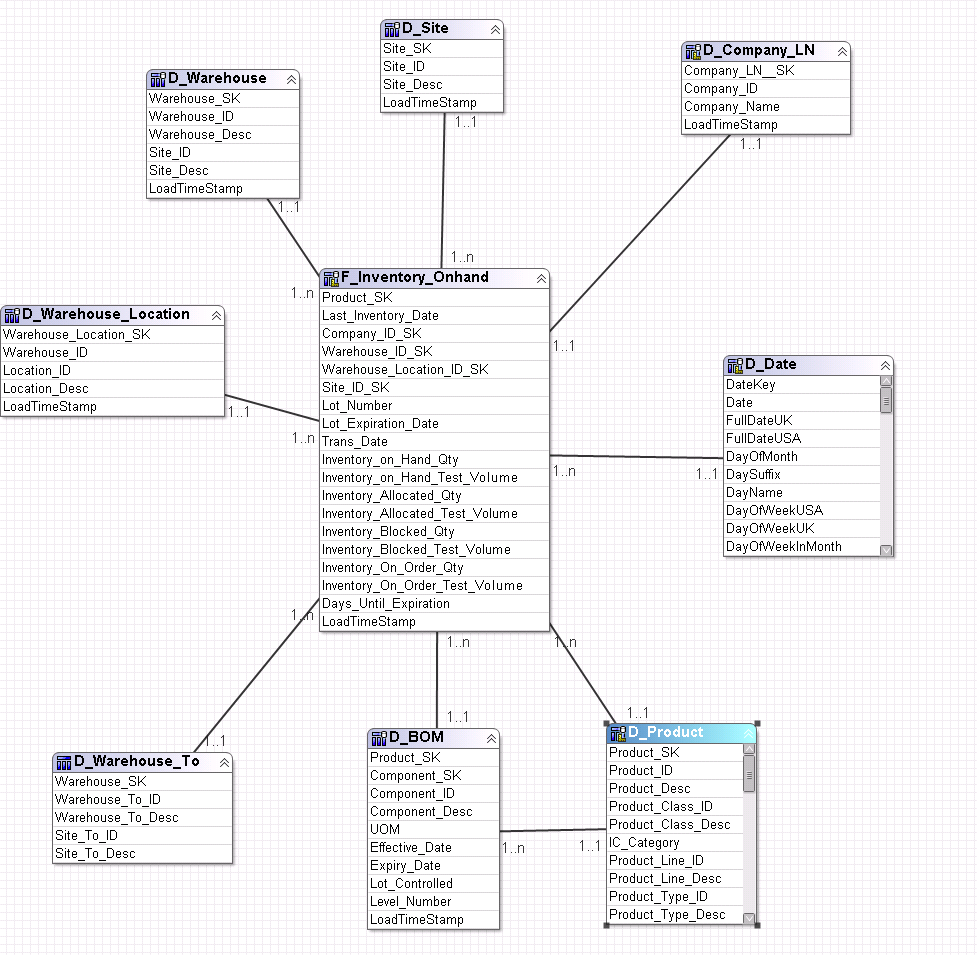 D_Site
Site_SK
Site_ID
Site_Desc
LoadTimeStamp
1..1
D_Company_LN
Company_LN__SK
Company_ID
Company_Name
LoadTimeStamp
1..1
D_Warehouse
Warehouse_SK
Warehouse_ID
Warehouse_Desc
Site_ID
Site_Desc
LoadTimeStamp
1..1
1..n
1..n
F_Inventory_Onhand
Product_SK
Last_Inventory_Date
Company_ID_SK
Warehouse_ID_SK
Warehouse_Location_ID_SK
Site_ID_SK
Lot_Number
Lot_Expiration_Date
Trans_Date
Inventory_on_Hand_Qty
Inventory_on_Hand_Test_Volume
Inventory_Allocated_Qty
Inventory_Allocated_Test_Volume
Inventory_Blocked_Qty
Inventory_Blocked_Test_Volume
Inventory_On_Order_Qty
Inventory_On_Order_Test_Volume
Days_Until_Expiration
LoadTimeStamp
1..1
D_Warehouse_Location
Warehouse_Location_SK
Warehouse_ID
Location_ID
Location_Desc
LoadTimeStamp
1..1
1..n
D_Date
DateKey
Date
FullDateUK
FullDateUSA
DayOfMonth
DaySuffix
DayName
DayOfWeekUSA
DayOfWeekUK
DayOfWeekInMonth
1..n
1..1
1..n
1..n
1..n
1..1
1..1
1..1
D_Warehouse_To
Warehouse_SK
Warehouse_To_ID
Warehouse_To_Desc
Site_To_ID
Site_To_Desc
D_BOM
Product_SK
Component_SK
Component_ID
Component_Desc
UOM
Effective_Date
Expiry_Date
Lot_Controlled
Level_Number
LoadTimeStamp
1..n
1..1
D_Product
Product_SK
Product_ID
Product_Desc
Product_Class_ID
Product_Class_Desc
IC_Category
Product_Line_ID
Product_Line_Desc
Product_Type_ID
Product_Type_Desc